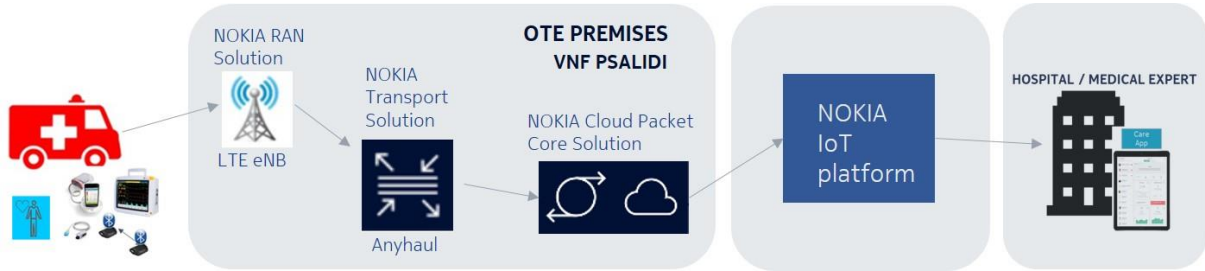 NOKIA RAN
Solution
LTE eNB
NOKIA
Transport
Solution
Anyhaul
OTE PREMISES
VNF PSALIDI
NOKIA Cloud Packet
Core Solution
NOKIA
IoT
platform
HOSPITAL / MEDICAL EXPERT
Care
App